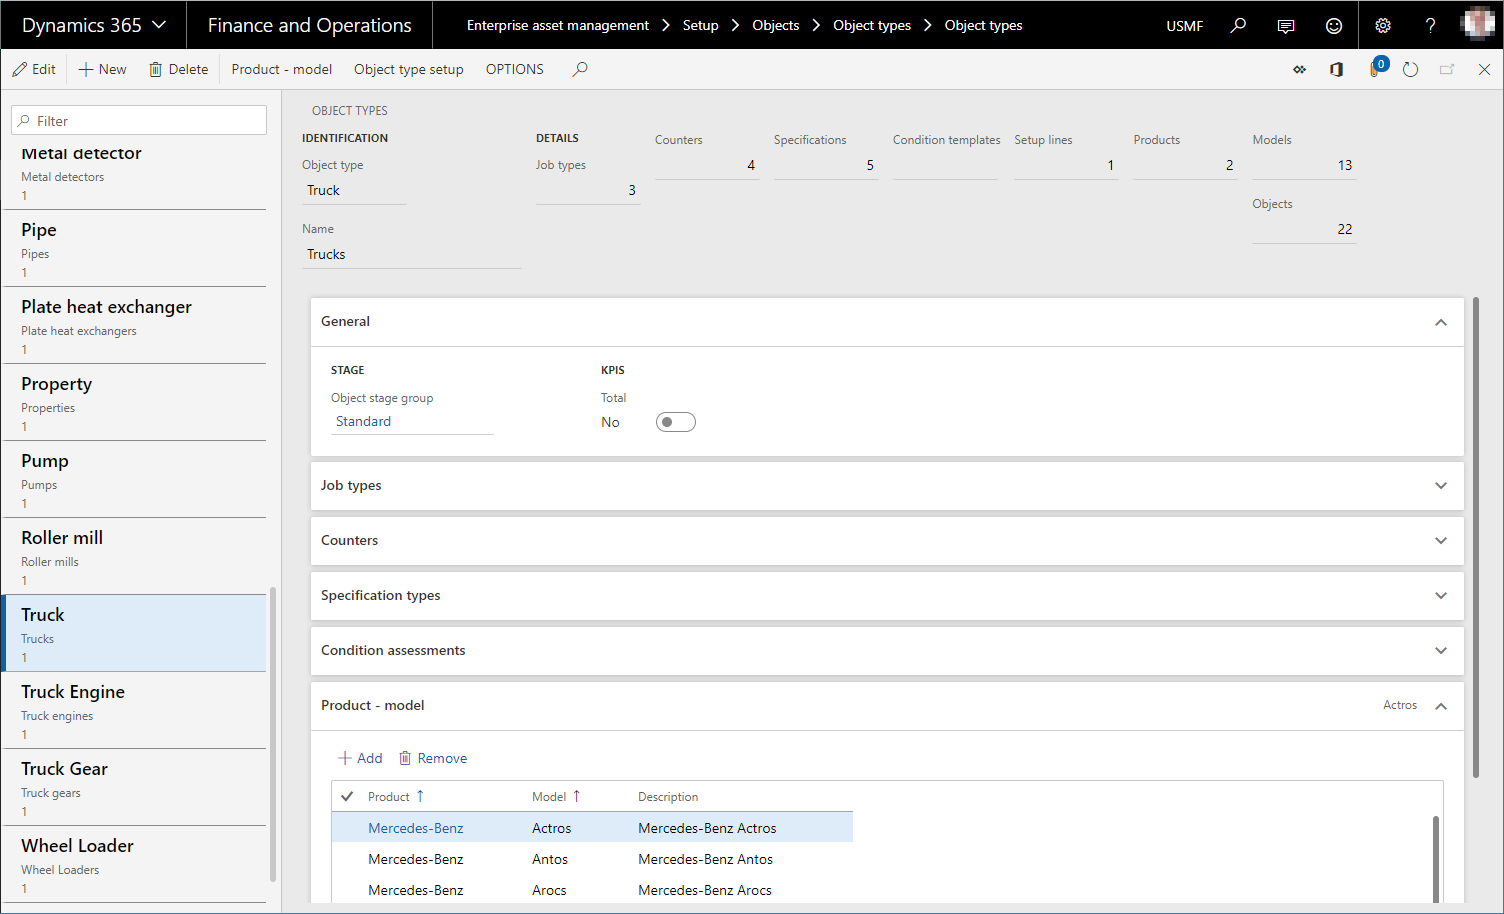 Dynamics 365
Finance and Operations
Enterprise asset management > Setup > Objects > Object types > Object types
USMF
Edit
New
Delete
Product - model
Object type setup
OPTIONS
0
Filter
Metal detector
Metal detectors
1
Pipe
Pipes
1
Plate heat exchanger
Plate heat exchangers
1
Property
Properties
1
Pump
Pumps
1
Roller mill
Roller mills
1
Truck
Trucks
1
Truck Engine
Truck engines
1
Truck Gear
Truck gears
1
Wheel Loader
Wheel Loaders
1
OBJECT TYPES
IDENTIFICATION
Object type
Truck
Name
Trucks
DETAILS
Job types
3
Counters
4
Specifications
5
Condition templates
Setup lines
1
Products
2
Models
13
Objects
22
General
STAGE
Object stage group
Standard
KPIS
Total
No
Job types
Counters
Specification types
Condition assessments
Product - model
Actros
Add
Remove
Product Model Description
Mercedes-Benz Actros Mercedes-Benz Actros
Mercedes-Benz Antos Mercedes-Benz Antos
Mercedes-Benz Arocs Mercedes-Benz Arocs